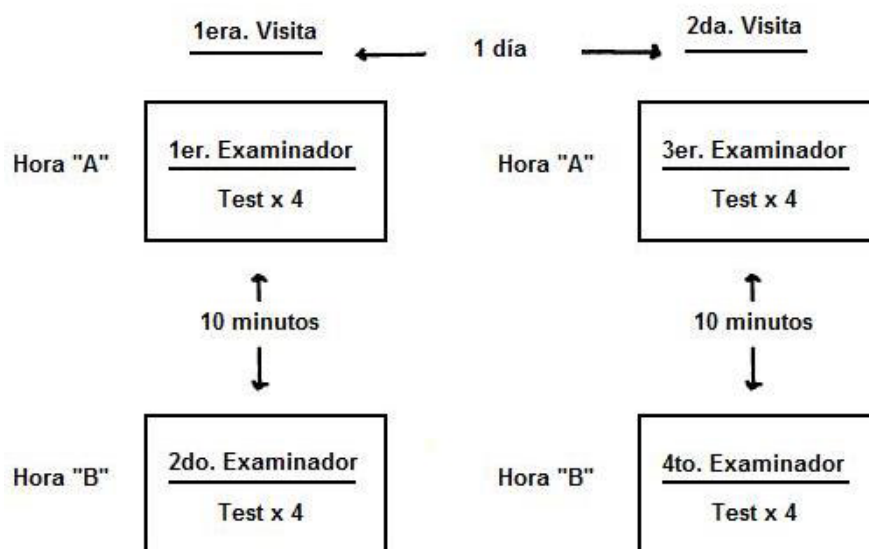 1era. Visita
1 día
2da. Visita
Hora "A"
1er. Examinador
Test x 4
Hora "A"
3er. Examinador
Test x 4
10 minutos
10 minutos
Hora "B"
2do. Examinador
Test x 4
Hora "B"
4to. Examinador
Test x 4